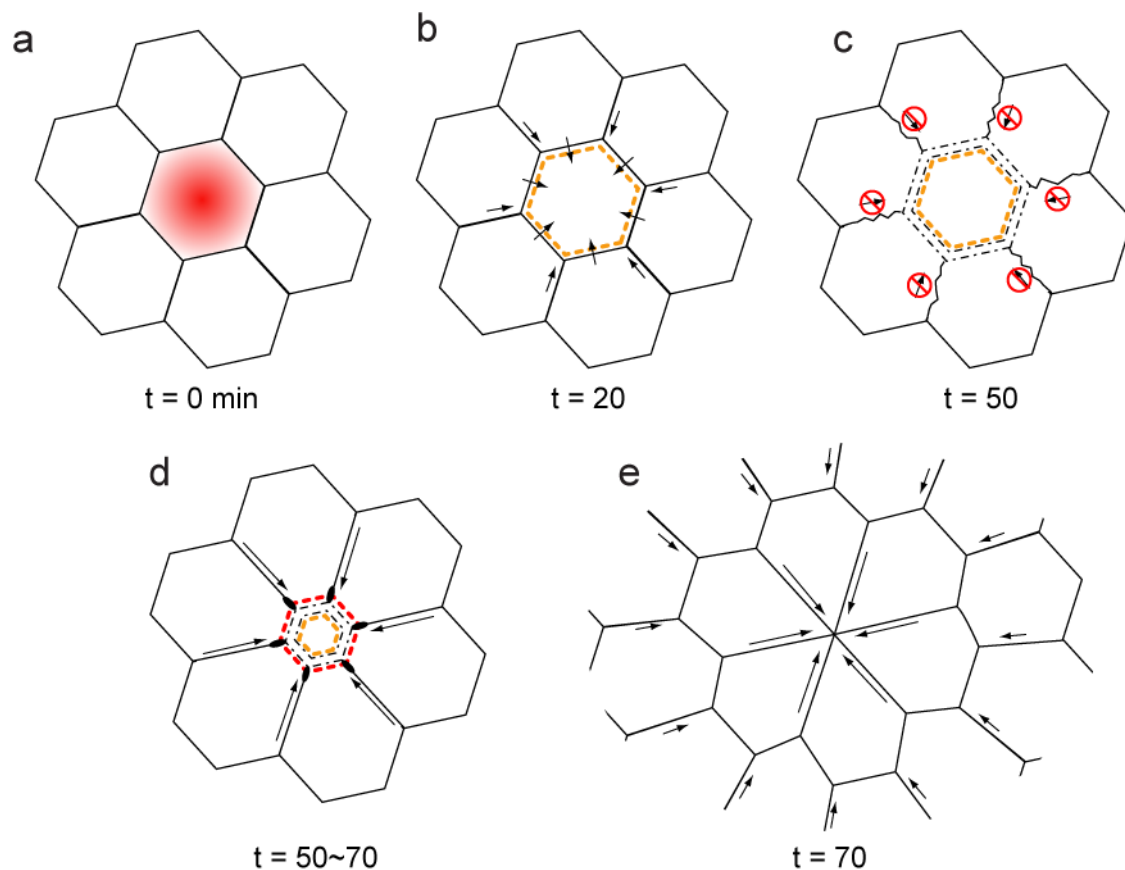 a
b
c
t = 0 min
t = 20
t = 50
d
e
t = 50~70
t = 70